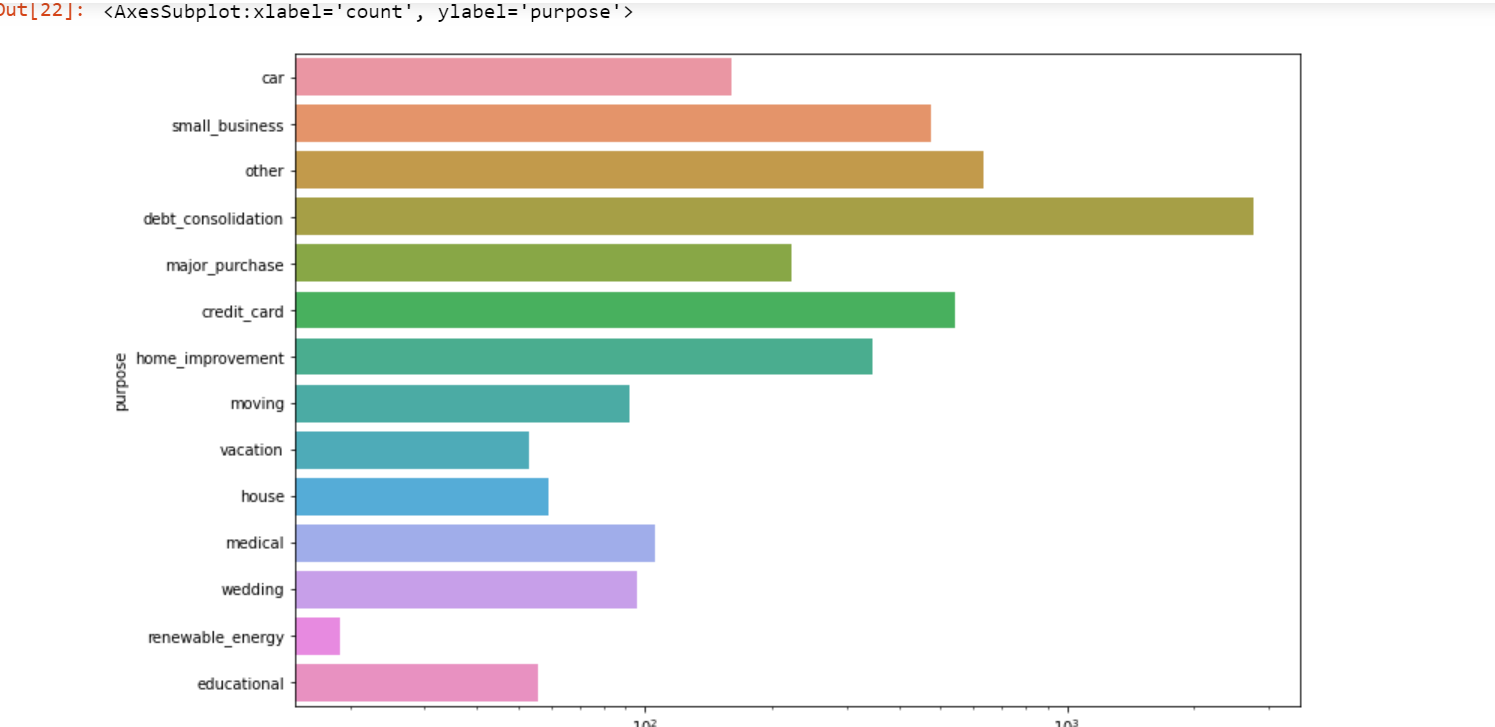 Out[22]: <AxesSubplot:xlabel='count', ylabel='purpose'>
car
small_business
other
debt_consolidation
major_purchase
credit_card
home_improvement
moving
vacation
house
medical
wedding
renewable_energy
educational
purpose
10²
10³